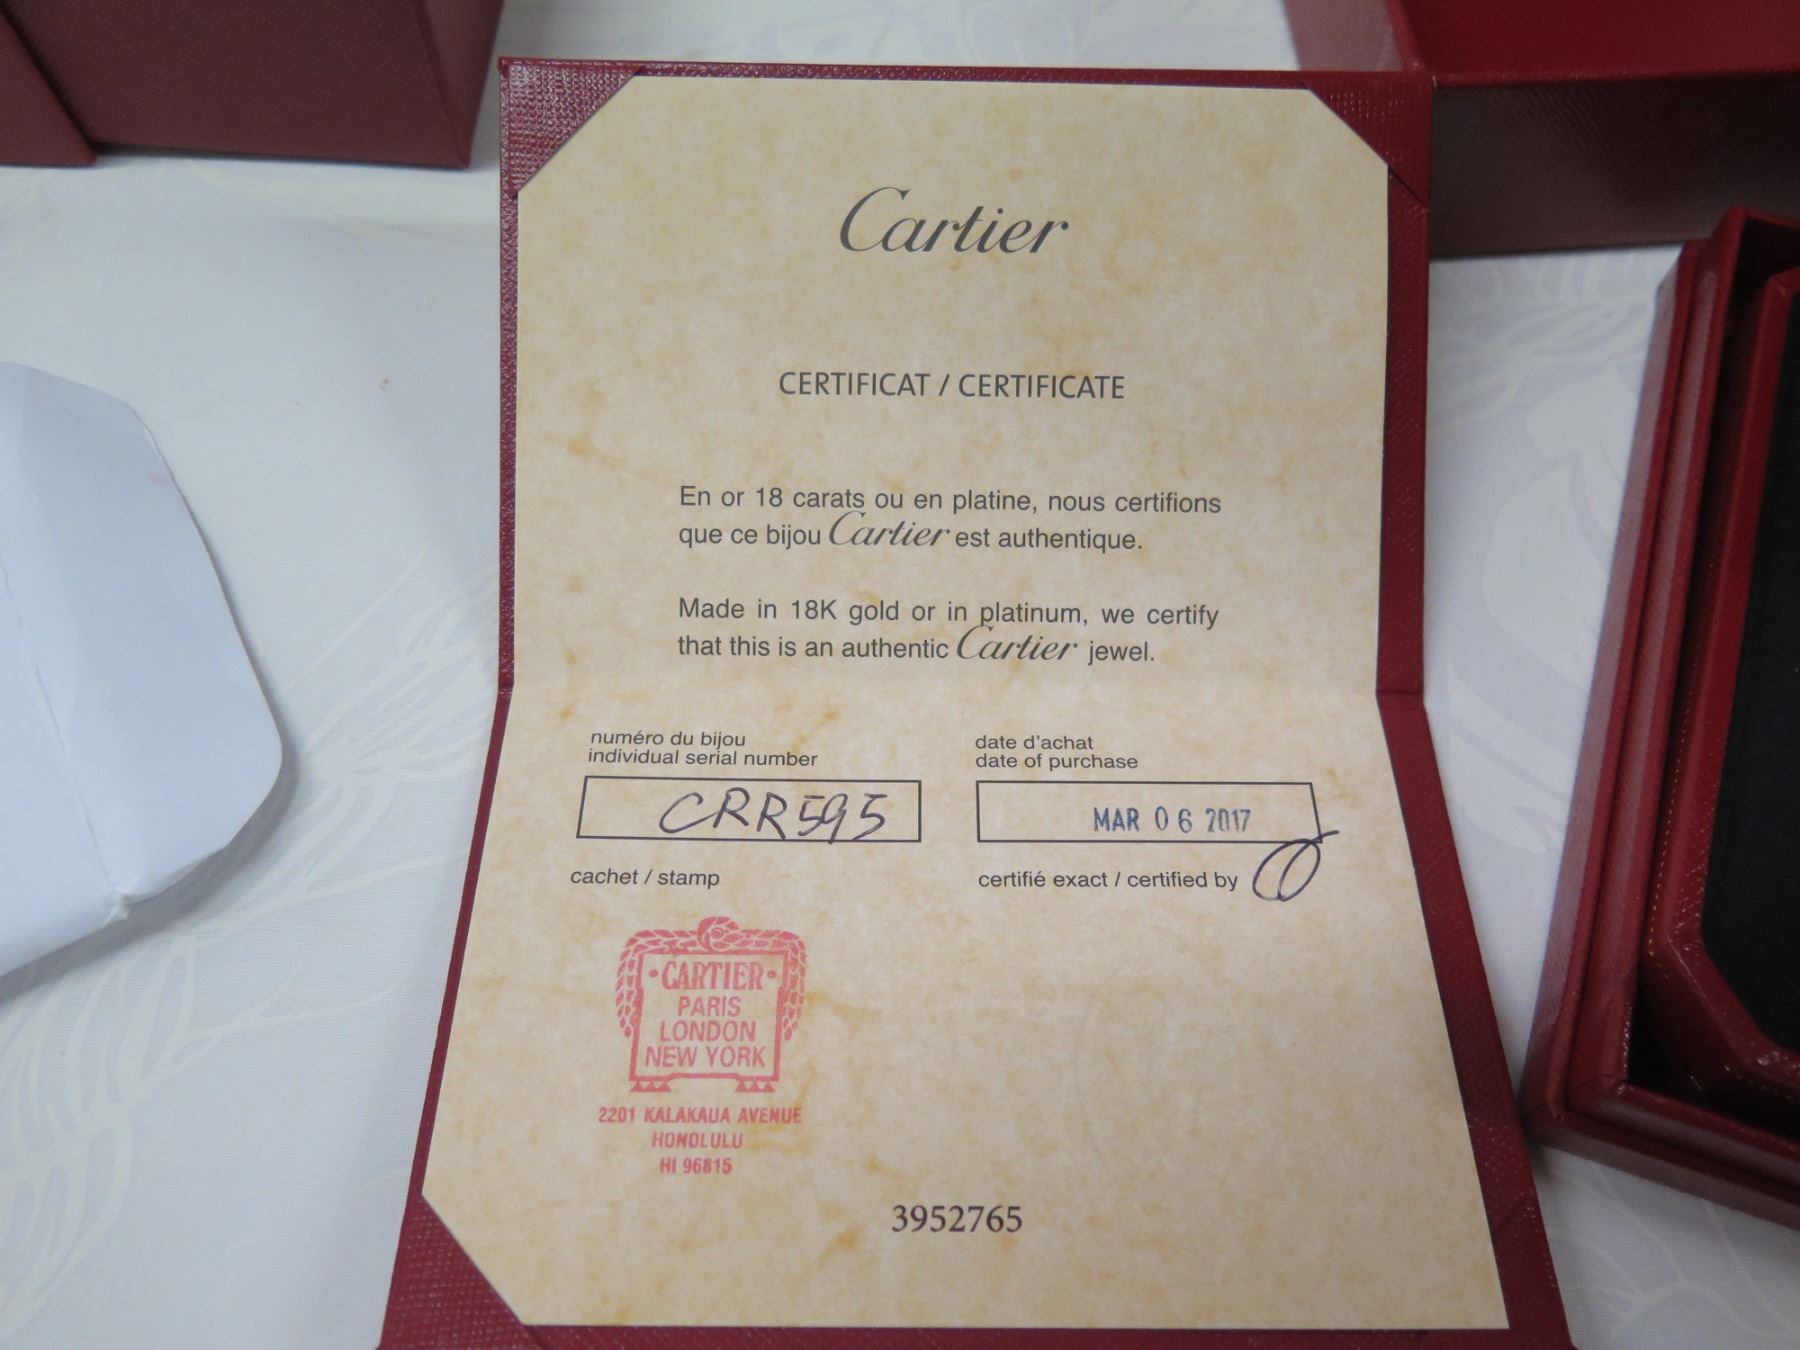 Cartier
CERTIFICAT / CERTIFICATE
En or 18 carats ou en platine, nous certifions
que ce bijou Cartier est authentique.
Made in 18K gold or in platinum, we certify
that this is an authentic Cartier jewel.
numéro du bijou
individual serial number
CRR595
date d'achat
date of purchase
MAR 06 2017
cachet / stamp
certifié exact / certified by
CARTIER
PARIS
LONDON
NEW YORK
2201 KALAKAUA AVENUE
HONOLULU
HI 96815
3952765